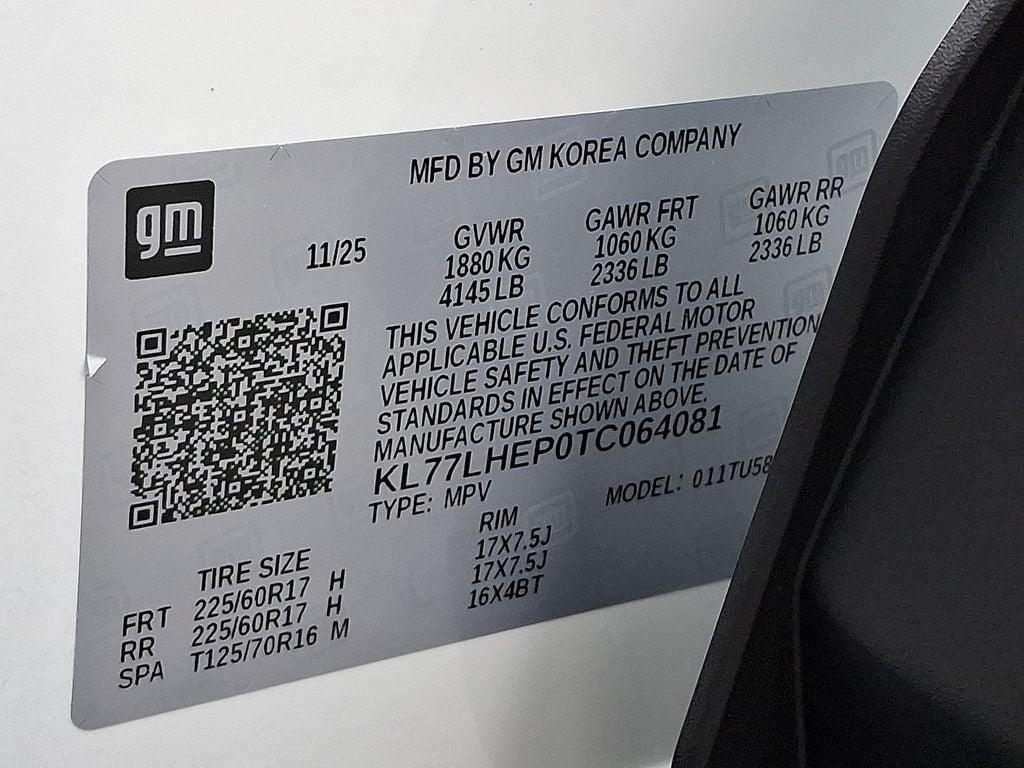 MFD BY GM KOREA COMPANY
gm
11/25
GVWR
1880 KG
4145 LB
GAWR FRT
1060 KG
2336 LB
GAWR RR
1060 KG
2336 LB
THIS VEHICLE CONFORMS TO ALL
APPLICABLE U.S. FEDERAL MOTOR
VEHICLE SAFETY AND THEFT PREVENTION
STANDARDS IN EFFECT ON THE DATE OF
MANUFACTURE SHOWN ABOVE.
KL77LHEP0TC064081
TYPE: MPV
MODEL: 011TU58
TIRE SIZE
RIM
FRT 225/60R17 H 17X7.5J
RR 225/60R17 H 17X7.5J
SPA T125/70R16 M 16X4BT